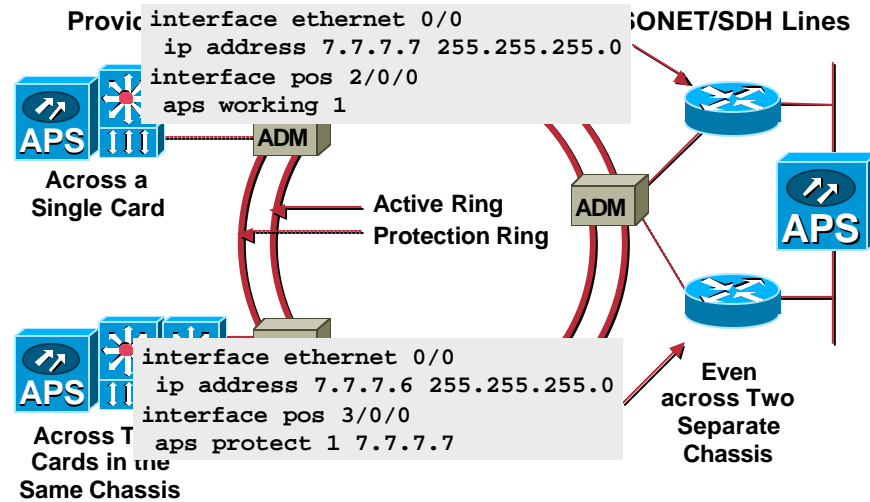 interface ethernet 0/0
ip address 7.7.7.7 255.255.255.0
interface pos 2/0/0
aps working 1
SONET/SDH Lines
APS
ADM
Across a
Single Card
Active Ring
Protection Ring
ADM
APS
interface ethernet 0/0
ip address 7.7.7.6 255.255.255.0
interface pos 3/0/0
aps protect 1 7.7.7.7
APS
Across
Cards in the
Same Chassis
Even
across Two
Separate
Chassis